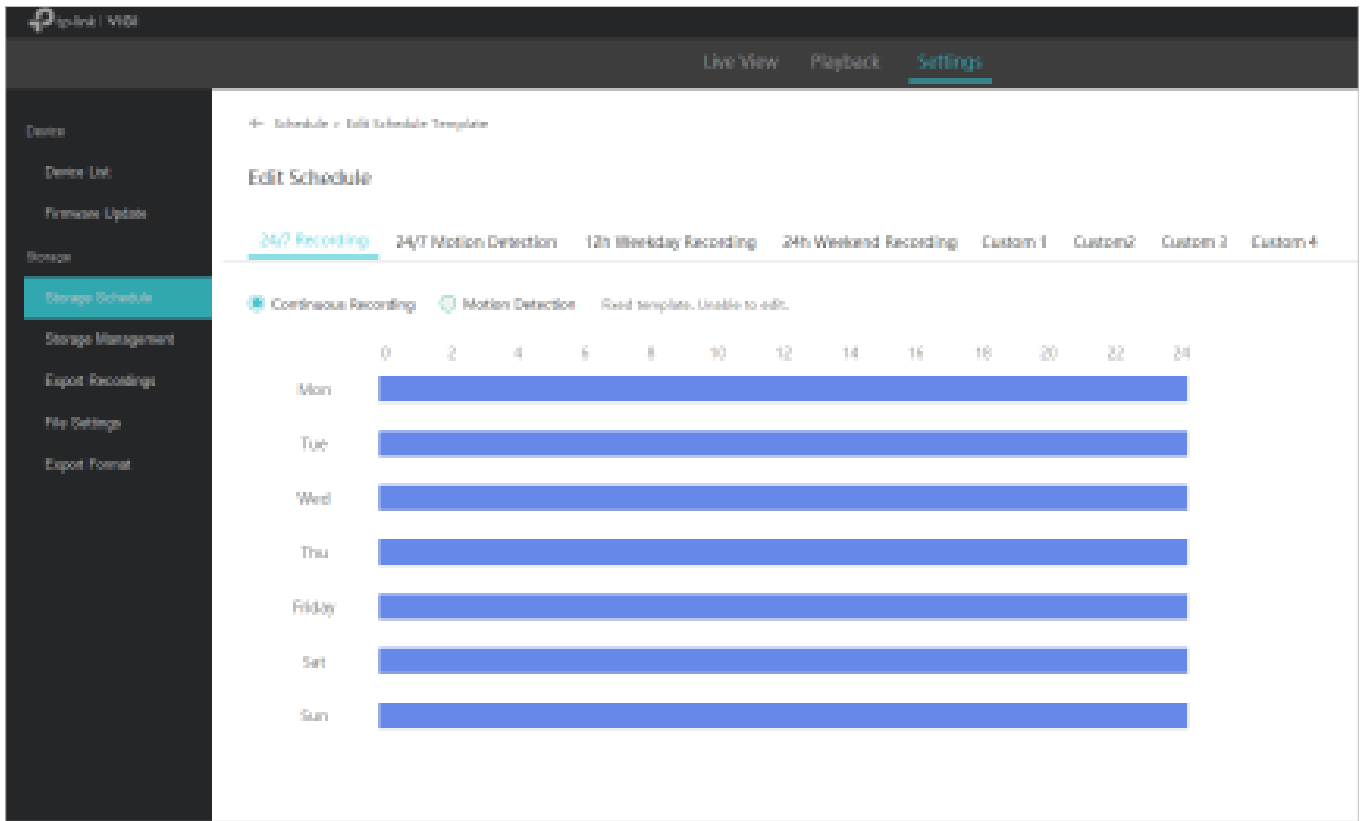 tp-link | VIGI
Live View Playback Settings
Device
Device List
Firmware Update
Storage
Storage Schedule
Storage Management
Export Recordings
File Settings
Export Format
← Schedule > Edit Schedule Template
Edit Schedule
24/7 Recording 24/7 Motion Detection 12h Weekday Recording 24h Weekend Recording Custom 1 Custom2 Custom 3 Custom 4
Continuous Recording Motion Detection Fixed template. Unable to edit.
0 2 4 6 8 10 12 14 16 18 20 22 24
Mon
Tue
Wed
Thu
Friday
Sat
Sun